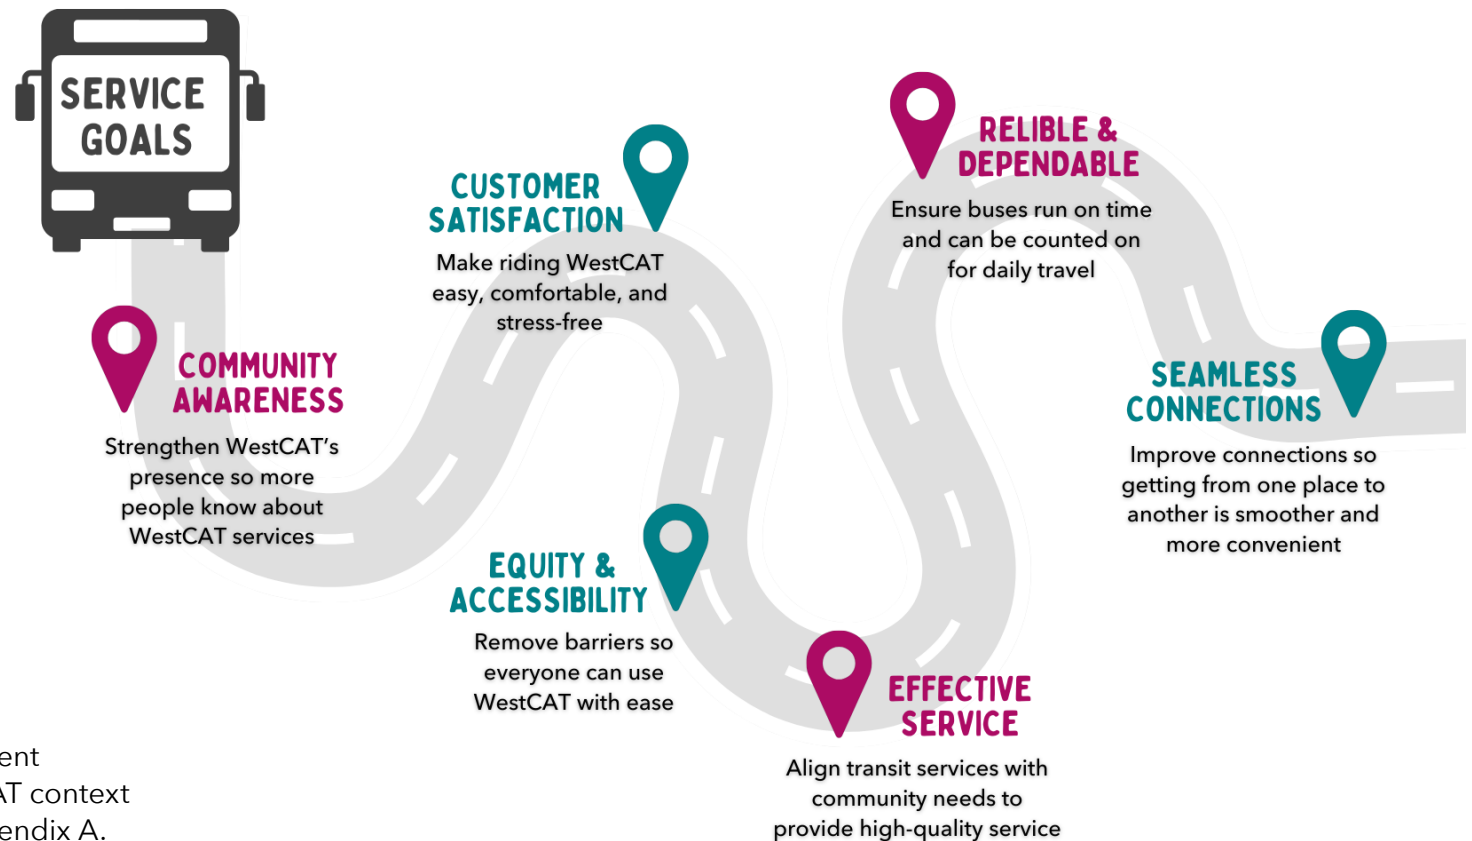 SERVICE
GOALS
COMMUNITY
AWARENESS
Strengthen WestCAT's
presence so more
people know about
WestCAT services
CUSTOMER
SATISFACTION
Make riding WestCAT
easy, comfortable, and
stress-free
EQUITY &
ACCESSIBILITY
Remove barriers so
everyone can use
WestCAT with ease
EFFECTIVE
SERVICE
Align transit services with
community needs to
provide high-quality service
RELIBLE &
DEPENDABLE
Ensure buses run on time
and can be counted on
for daily travel
SEAMLESS
CONNECTIONS
Improve connections so
getting from one place to
another is smoother and
more convenient
ent
AT context
endix A.